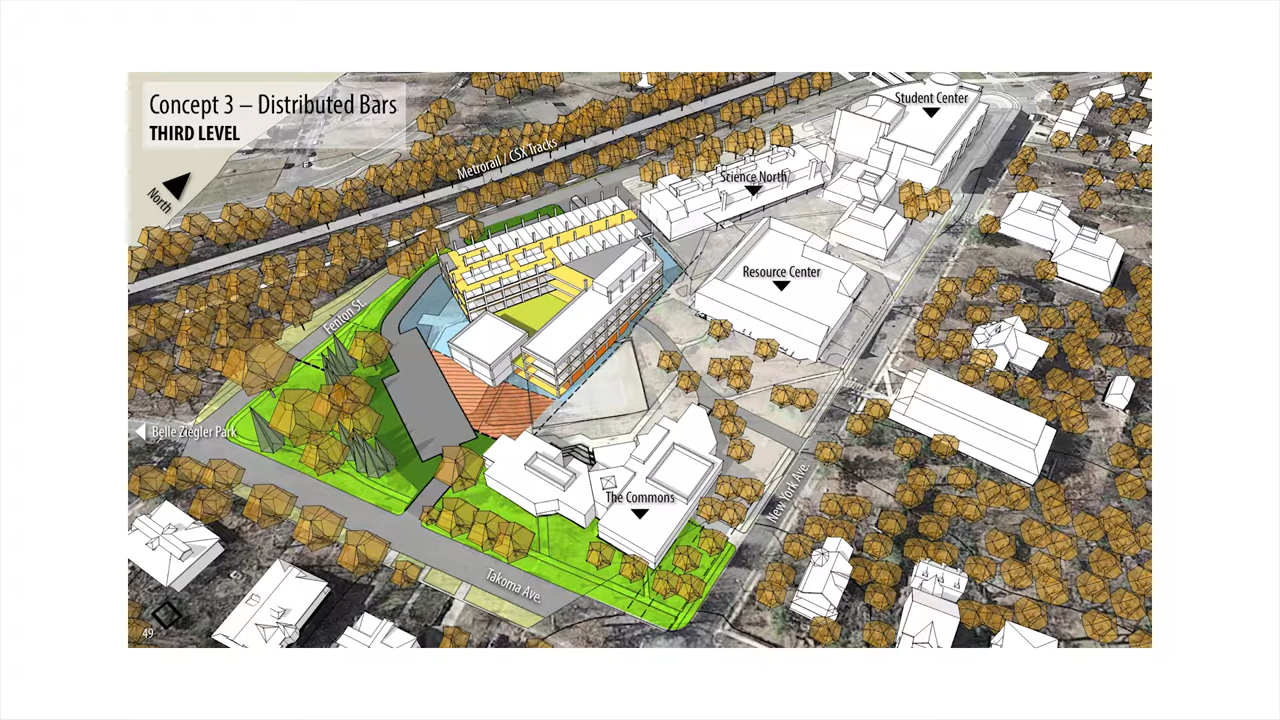 Concept 3 – Distributed Bars
THIRD LEVEL
North
Metrorail / CSX Tracks
Student Center
Science North
Resource Center
Fenton St.
Belle Ziegler Park
The Commons
New York Ave.
Takoma Ave.
49